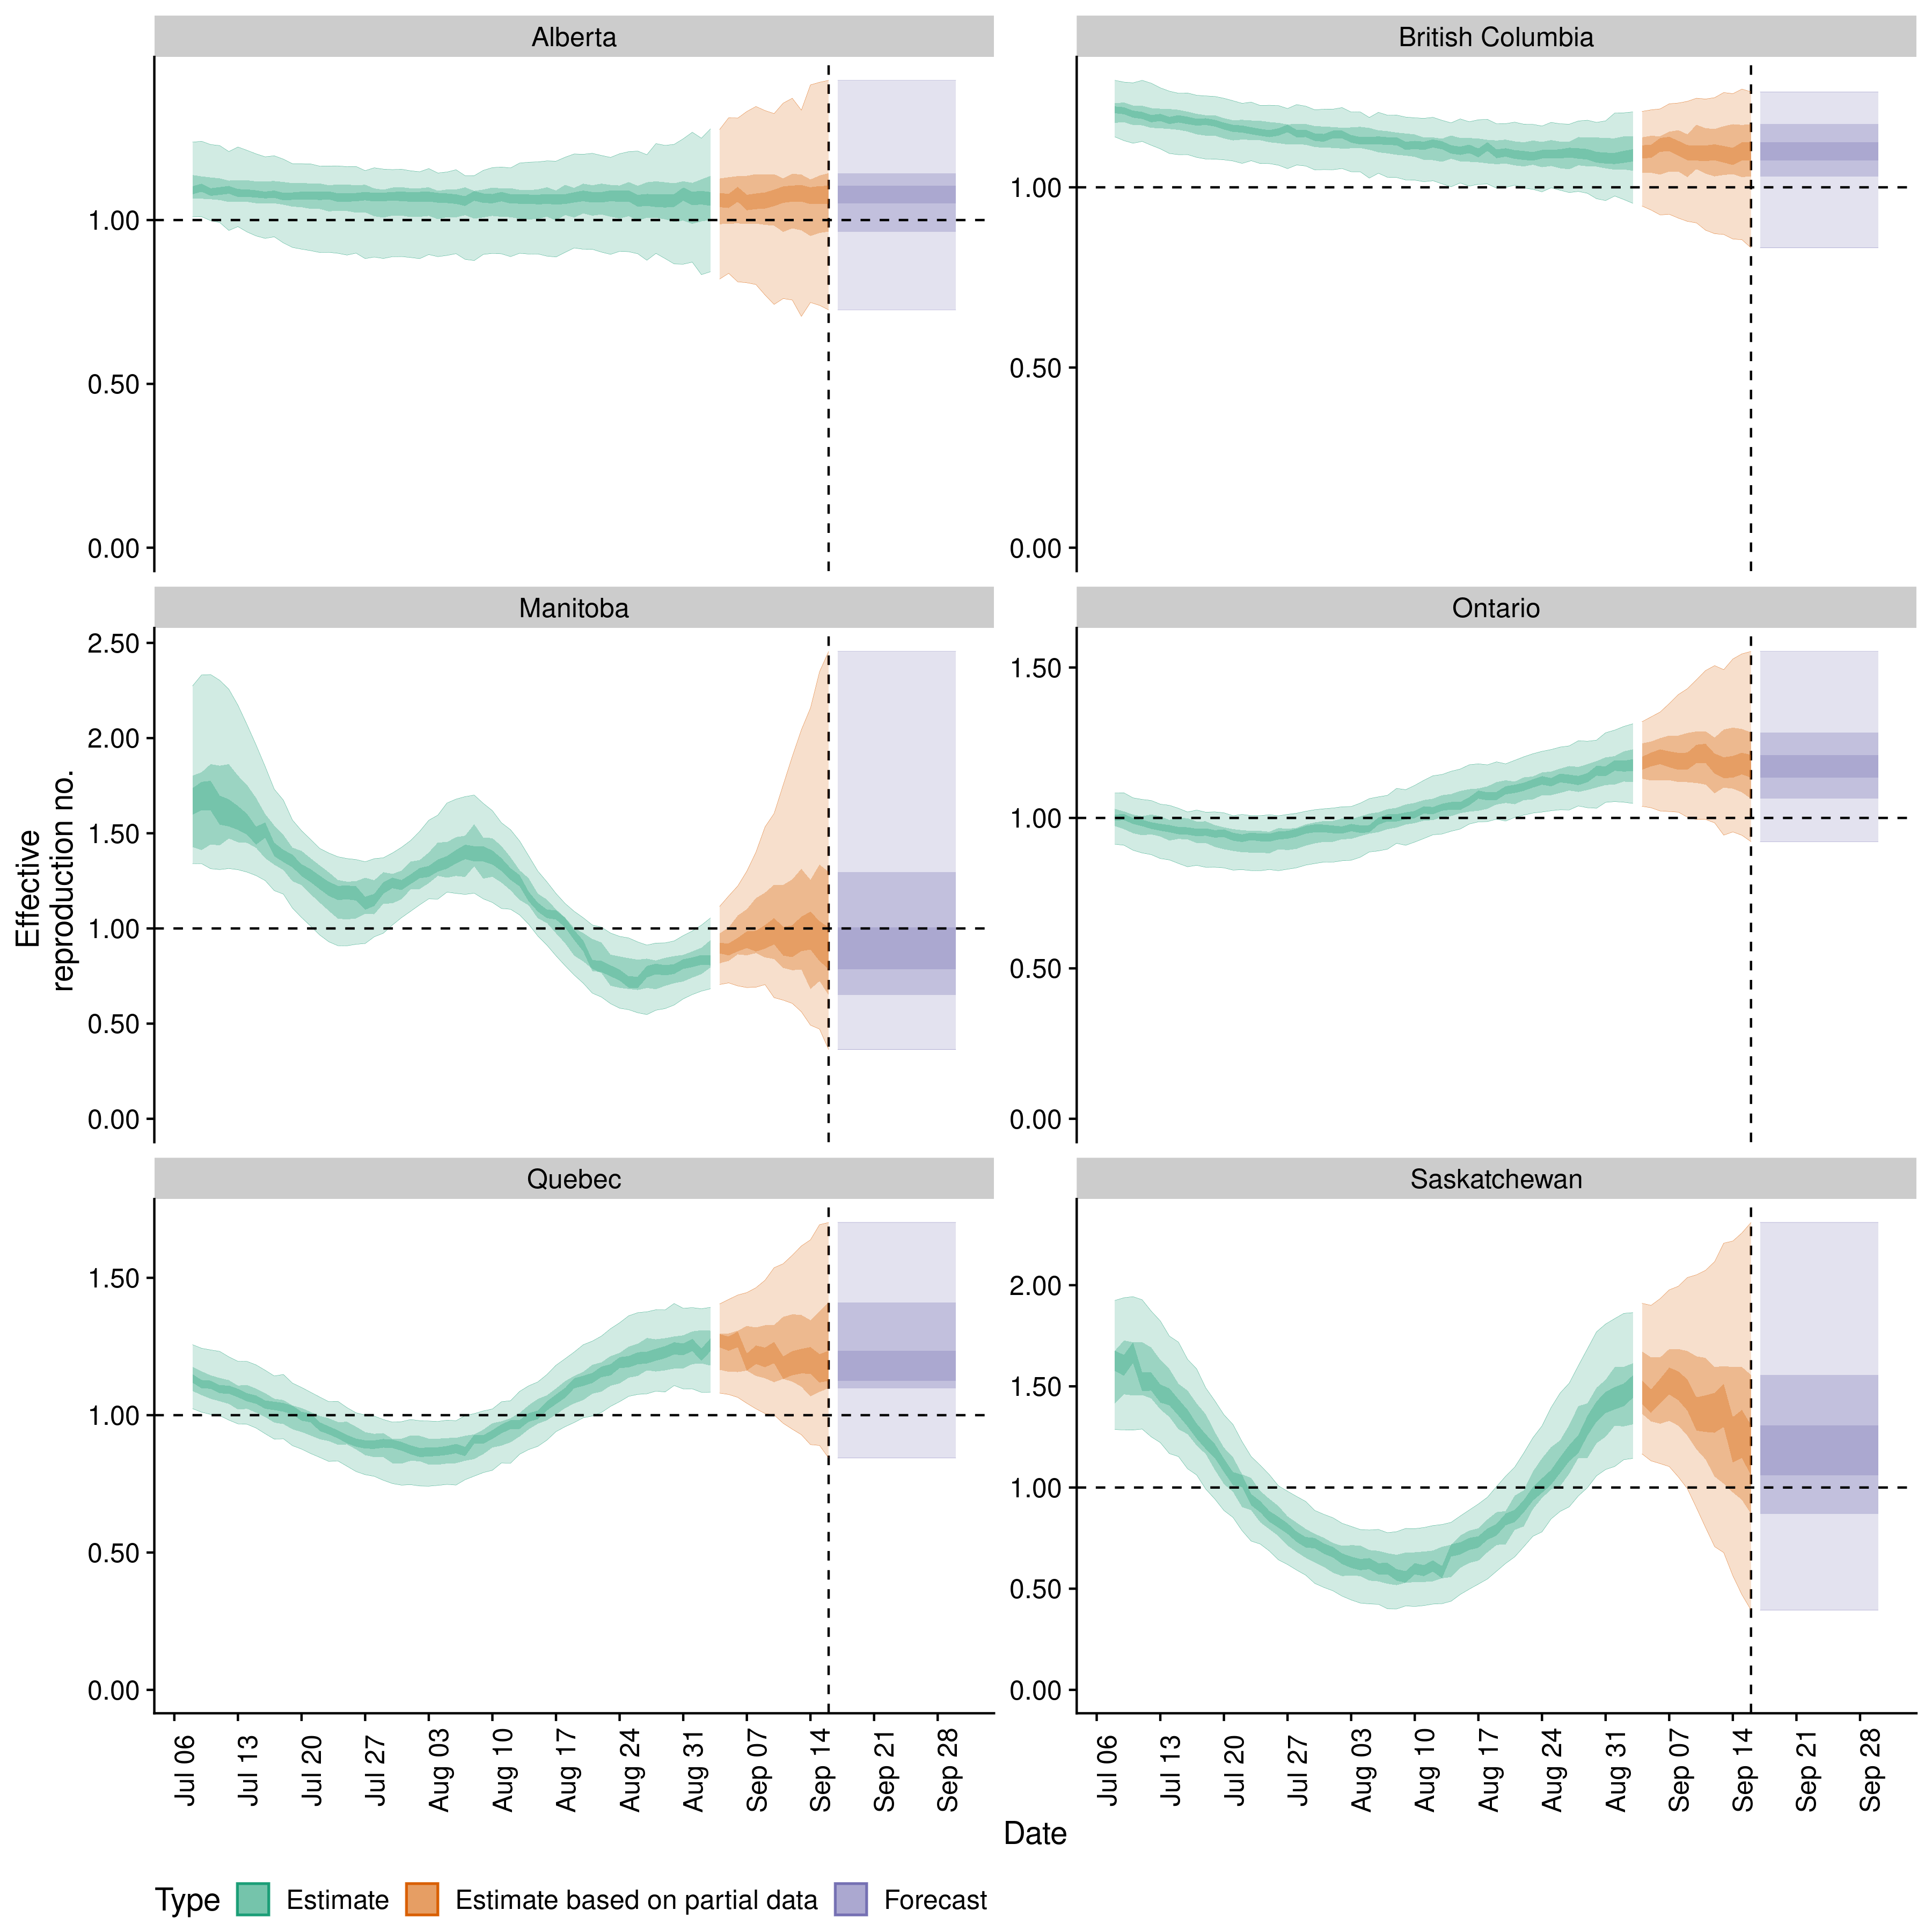 Alberta
British Columbia
1.00
0.50
0.00
1.00
0.50
0.00
Manitoba
Ontario
2.50
2.00
1.50
1.00
0.50
0.00
1.50
1.00
0.50
0.00
Effective
reproduction no.
Quebec
Saskatchewan
1.50
1.00
0.50
0.00
2.00
1.50
1.00
0.50
0.00
Jul 06
Jul 13
Jul 20
Jul 27
Aug 03
Aug 10
Aug 17
Aug 24
Aug 31
Sep 07
Sep 14
Sep 21
Sep 28
Jul 06
Jul 13
Jul 20
Jul 27
Aug 03
Aug 10
Aug 17
Aug 24
Aug 31
Sep 07
Sep 14
Sep 21
Sep 28
Date
Type Estimate Estimate based on partial data Forecast